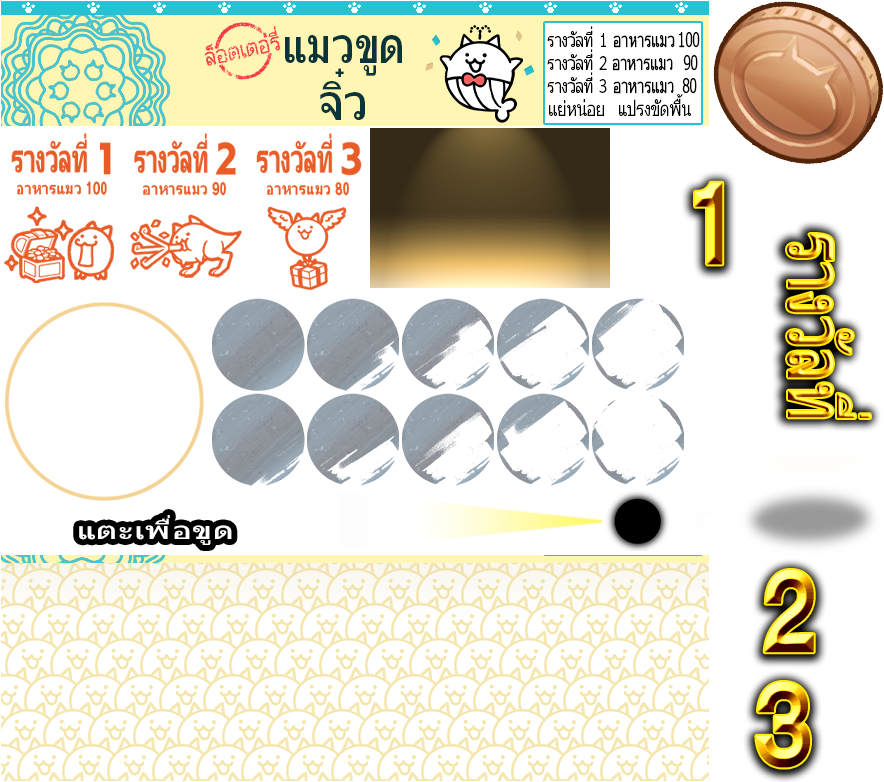 ล็อตเตอรี่
แมวขูด
จิ๋ว
รางวัลที่ 1 อาหารแมว 100
รางวัลที่ 2 อาหารแมว 90
รางวัลที่ 3 อาหารแมว 80
แย่หน่อย แปรงขัดพื้น
รางวัลที่ 1
อาหารแมว 100
รางวัลที่ 2
อาหารแมว 90
รางวัลที่ 3
อาหารแมว 80
1
รางวัลที่
แตะเพื่อขูด
2
3